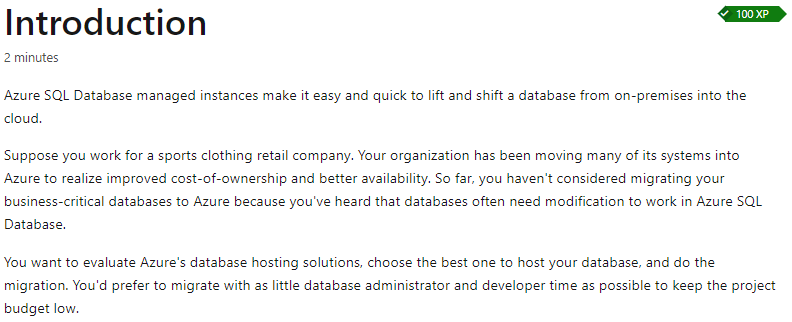 Introduction
100 XP
2 minutes
Azure SQL Database managed instances make it easy and quick to lift and shift a database from on-premises into the
cloud.
Suppose you work for a sports clothing retail company. Your organization has been moving many of its systems into
Azure to realize improved cost-of-ownership and better availability. So far, you haven't considered migrating your
business-critical databases to Azure because you've heard that databases often need modification to work in Azure SQL
Database.
You want to evaluate Azure's database hosting solutions, choose the best one to host your database, and do the
migration. You'd prefer to migrate with as little database administrator and developer time as possible to keep the project
budget low.